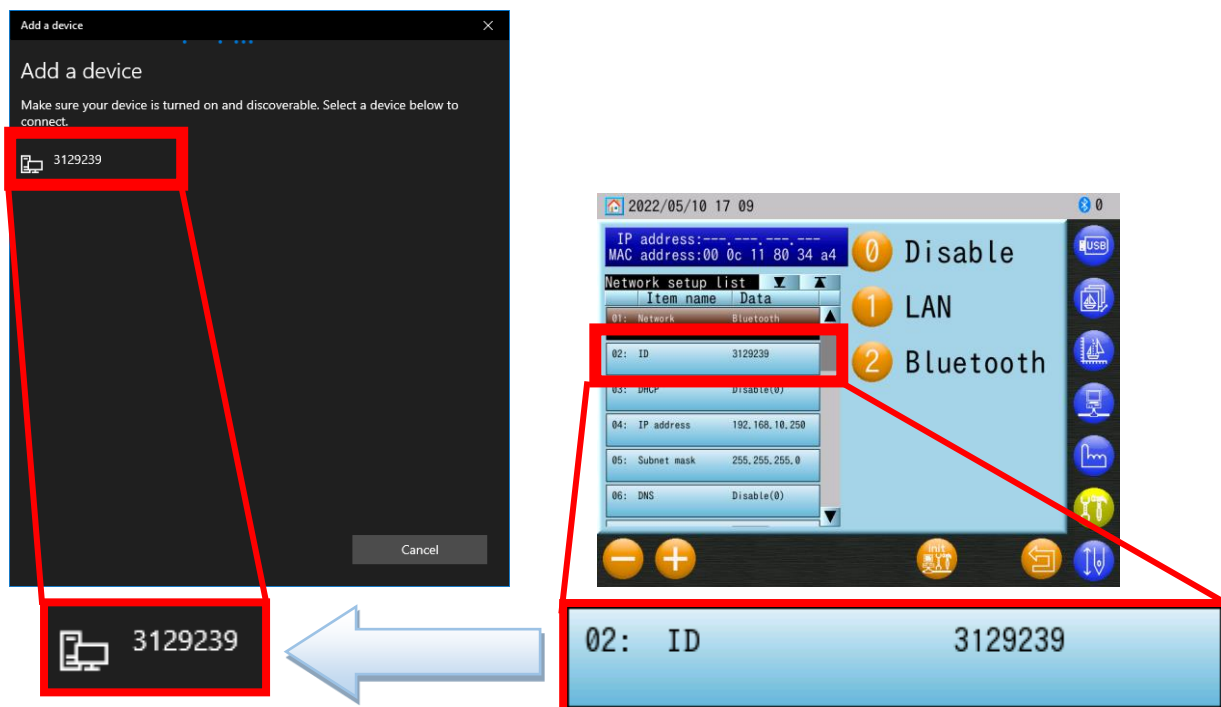 Add a device
Add a device
Make sure your device is turned on and discoverable. Select a device below to
connect.
3129239
Cancel
3129239
2022/05/10 17 09
0
IP address:---.---.---.---
MAC address:00 0c 11 80 34 a4
Network setup list
Item name Data
01: Network Bluetooth
02: ID 3129239
03: DHCP Disable(0)
04: IP address 192.168.10.250
05: Subnet mask 255.255.255.0
06: DNS Disable(0)
0 Disable
1 LAN
2 Bluetooth
USB
init
02: ID 3129239